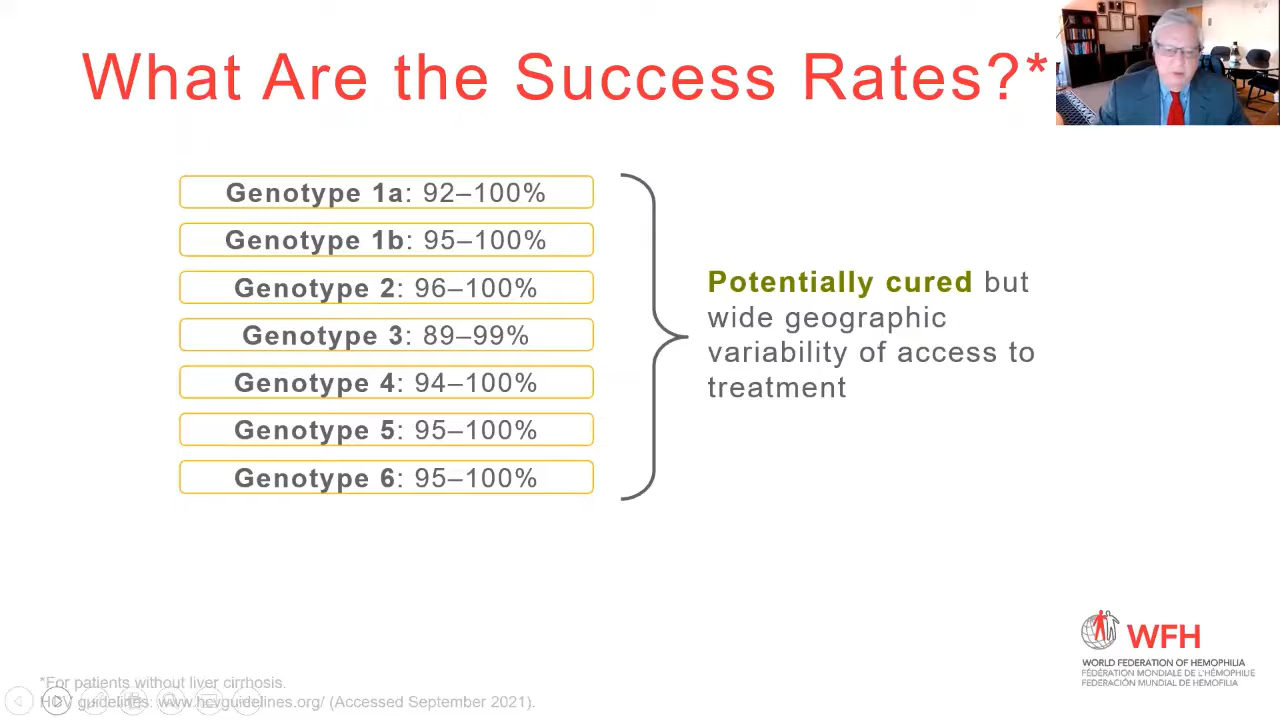 What Are the Success Rates?*
Genotype 1a: 92–100%
Genotype 1b: 95–100%
Genotype 2: 96–100%
Genotype 3: 89–99%
Genotype 4: 94–100%
Genotype 5: 95–100%
Genotype 6: 95–100%
Potentially cured but
wide geographic
variability of access to
treatment
WFH
WORLD FEDERATION OF HEMOPHILIA
FÉDÉRATION MONDIALE DE L'HÉMOPHILIE
FEDERACIÓN MUNDIAL DE HEMOFILIA
*For patients without liver cirrhosis.
HCV guidelines: www.hcvguidelines.org/ (Accessed September 2021).